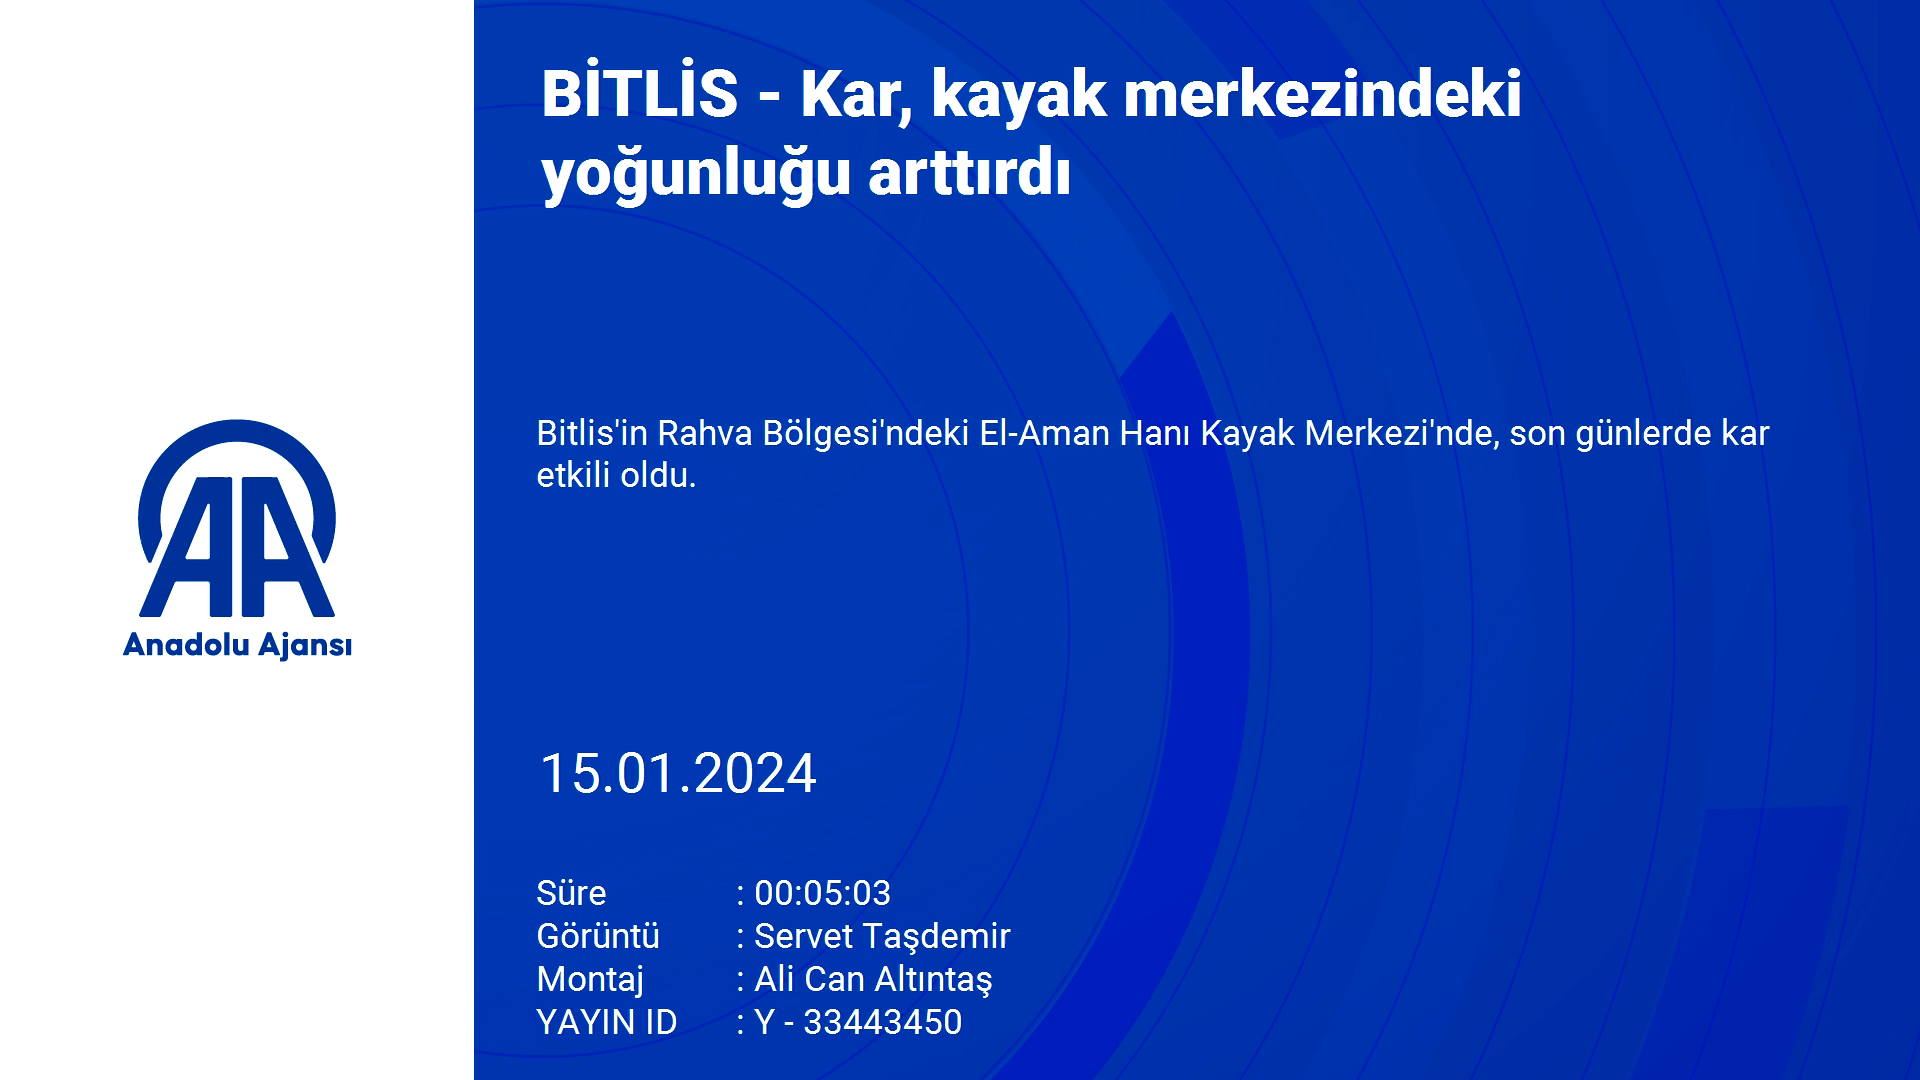 BİTLİS - Kar, kayak merkezindeki
yoğunluğu arttırdı
Bitlis'in Rahva Bölgesi'ndeki El-Aman Hanı Kayak Merkezi'nde, son günlerde kar
etkili oldu.
AA
Anadolu Ajansı
15.01.2024
Süre : 00:05:03
Görüntü : Servet Taşdemir
Montaj : Ali Can Altıntaş
YAYIN ID : Y - 33443450